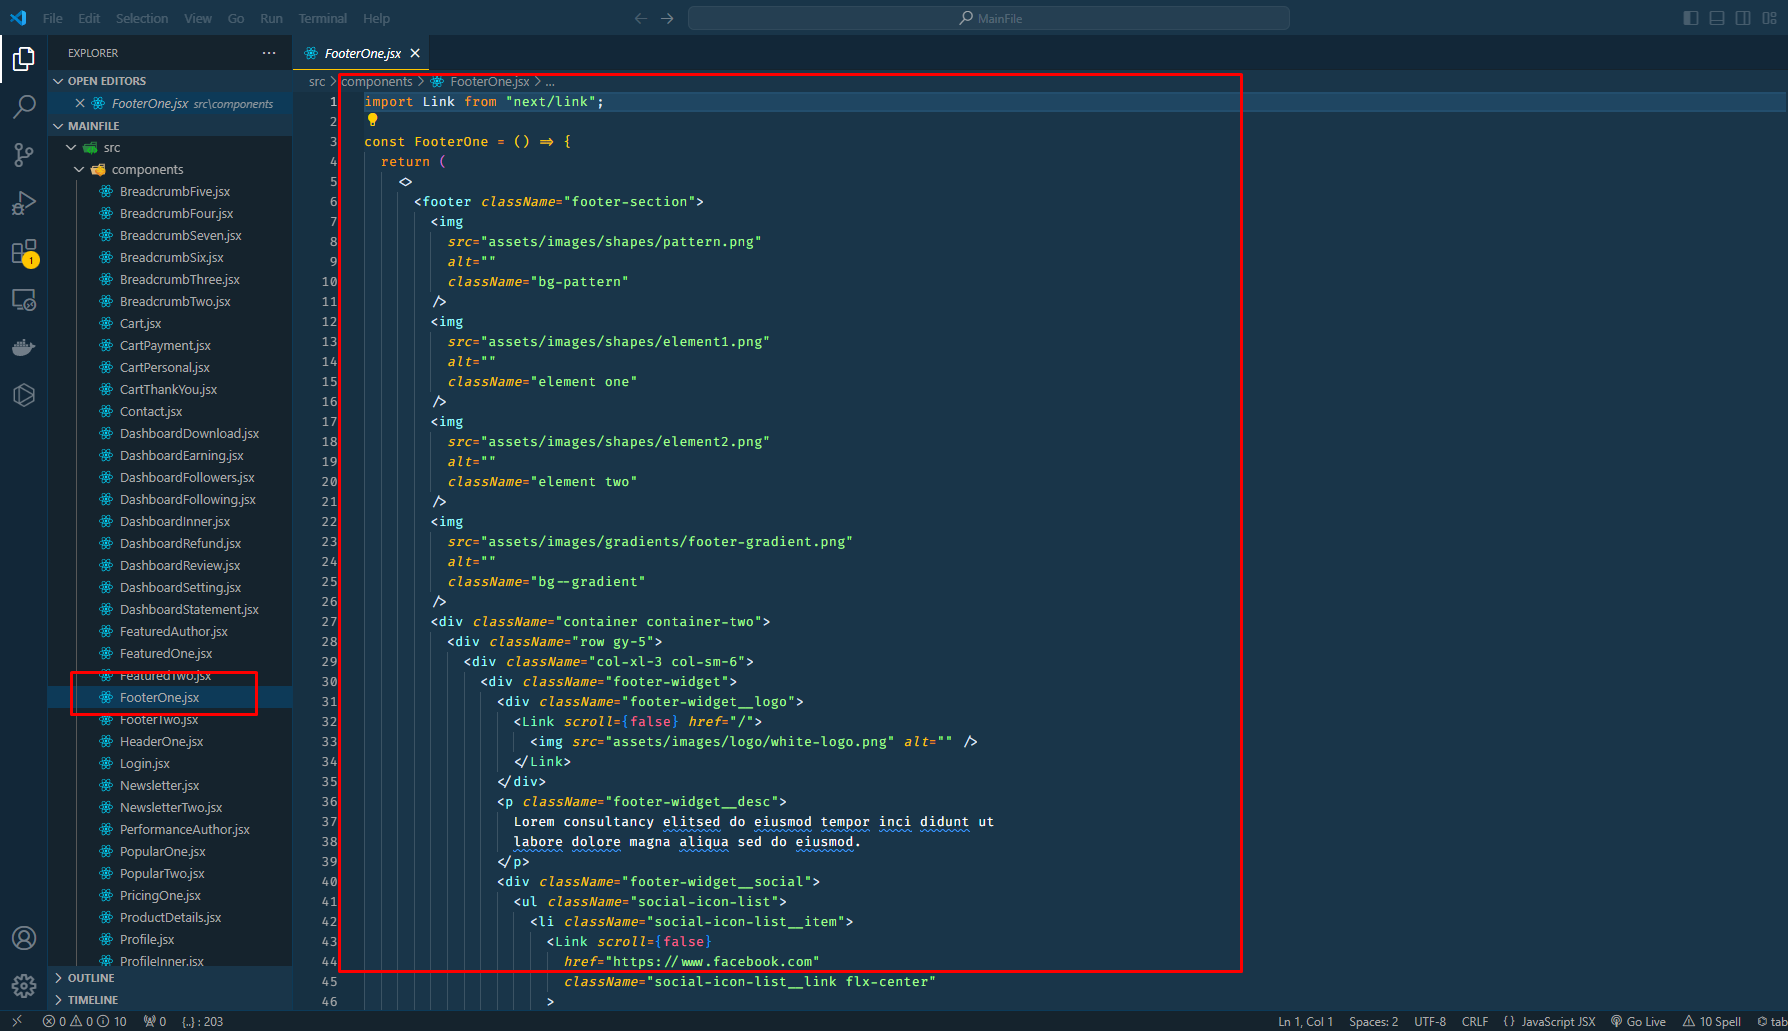 File Edit Selection View Go Run Terminal Help
MainFile
EXPLORER ...
OPEN EDITORS
FooterOne.jsx src\components
MAINFILE
src
components
BreadcrumbFive.jsx
BreadcrumbFour.jsx
BreadcrumbSeven.jsx
BreadcrumbSix.jsx
BreadcrumbThree.jsx
BreadcrumbTwo.jsx
Cart.jsx
CartPayment.jsx
CartPersonal.jsx
CartThankYou.jsx
Contact.jsx
DashboardDownload.jsx
DashboardEarning.jsx
DashboardFollowers.jsx
DashboardFollowing.jsx
DashboardInner.jsx
DashboardRefund.jsx
DashboardReview.jsx
DashboardSetting.jsx
DashboardStatement.jsx
FeaturedAuthor.jsx
FeaturedOne.jsx
FeaturedTwo.jsx
FooterOne.jsx
FooterTwo.jsx
HeaderOne.jsx
Login.jsx
Newsletter.jsx
NewsletterTwo.jsx
PerformanceAuthor.jsx
PopularOne.jsx
PopularTwo.jsx
PricingOne.jsx
ProductDetails.jsx
Profile.jsx
ProfileInner.jsx
OUTLINE
TIMELINE
1
FooterOne.jsx
src > components > FooterOne.jsx > ...
1 import Link from "next/link";
2
3 const FooterOne = () => {
4 return (
5 <>
6 <footer className="footer-section">
7 <img
8 src="assets/images/shapes/pattern.png"
9 alt=""
10 className="bg-pattern"
11 />
12 <img
13 src="assets/images/shapes/element1.png"
14 alt=""
15 className="element one"
16 />
17 <img
18 src="assets/images/shapes/element2.png"
19 alt=""
20 className="element two"
21 />
22 <img
23 src="assets/images/gradients/footer-gradient.png"
24 alt=""
25 className="bg--gradient"
26 />
27 <div className="container container-two">
28 <div className="row gy-5">
29 <div className="col-xl-3 col-sm-6">
30 <div className="footer-widget">
31 <div className="footer-widget__logo">
32 <Link scroll={false} href="/">
33 <img src="assets/images/logo/white-logo.png" alt="" />
34 </Link>
35 </div>
36 <p className="footer-widget__desc">
37 Lorem consultancy elitsed do eiusmod tempor inci didunt ut
38 labore dolore magna aliqua sed do eiusmod.
39 </p>
40 <div className="footer-widget__social">
41 <ul className="social-icon-list">
42 <li className="social-icon-list__item">
43 <Link scroll={false}
44 href="https://www.facebook.com"
45 className="social-icon-list__link flx-center"
46 >
0 0 10 0 {..} : 203
Ln 1, Col 1 Spaces: 2 UTF-8 CRLF {} JavaScript JSX Go Live 10 Spell tab